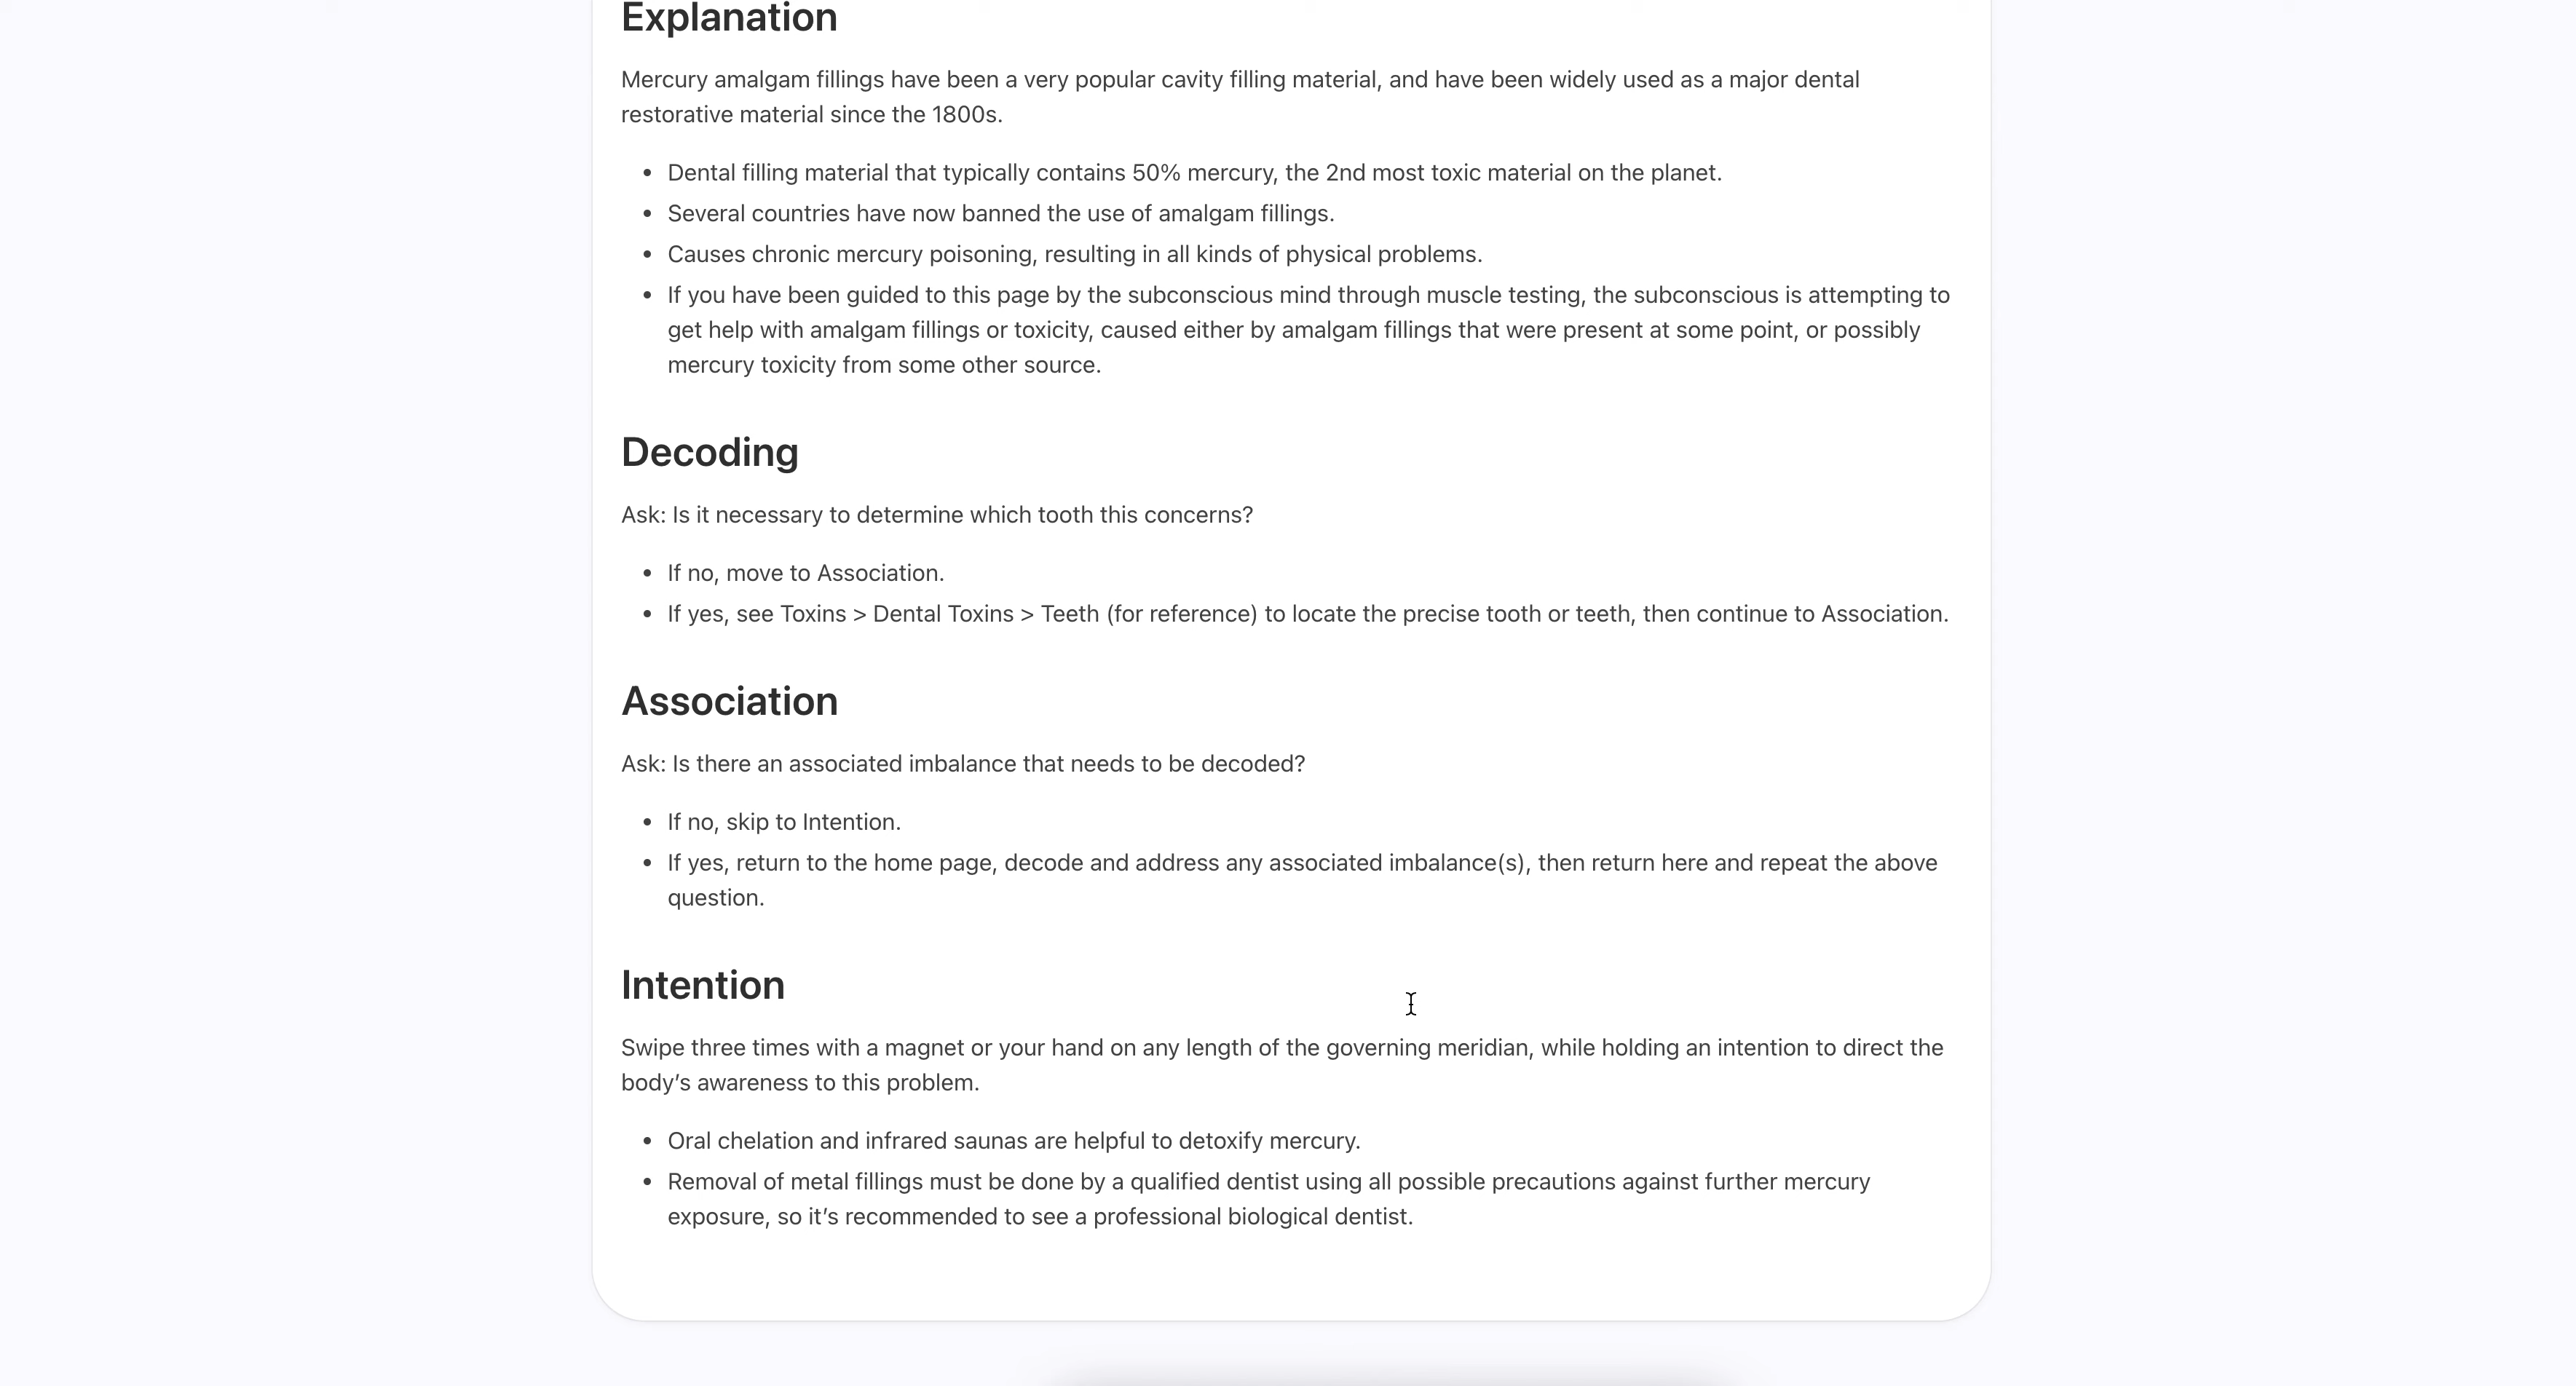 Explanation
Mercury amalgam fillings have been a very popular cavity filling material, and have been widely used as a major dental
restorative material since the 1800s.
• Dental filling material that typically contains 50% mercury, the 2nd most toxic material on the planet.
• Several countries have now banned the use of amalgam fillings.
• Causes chronic mercury poisoning, resulting in all kinds of physical problems.
• If you have been guided to this page by the subconscious mind through muscle testing, the subconscious is attempting to
get help with amalgam fillings or toxicity, caused either by amalgam fillings that were present at some point, or possibly
mercury toxicity from some other source.
Decoding
Ask: Is it necessary to determine which tooth this concerns?
• If no, move to Association.
• If yes, see Toxins > Dental Toxins > Teeth (for reference) to locate the precise tooth or teeth, then continue to Association.
Association
Ask: Is there an associated imbalance that needs to be decoded?
• If no, skip to Intention.
• If yes, return to the home page, decode and address any associated imbalance(s), then return here and repeat the above
question.
Intention
Swipe three times with a magnet or your hand on any length of the governing meridian, while holding an intention to direct the
body’s awareness to this problem.
• Oral chelation and infrared saunas are helpful to detoxify mercury.
• Removal of metal fillings must be done by a qualified dentist using all possible precautions against further mercury
exposure, so it’s recommended to see a professional biological dentist.